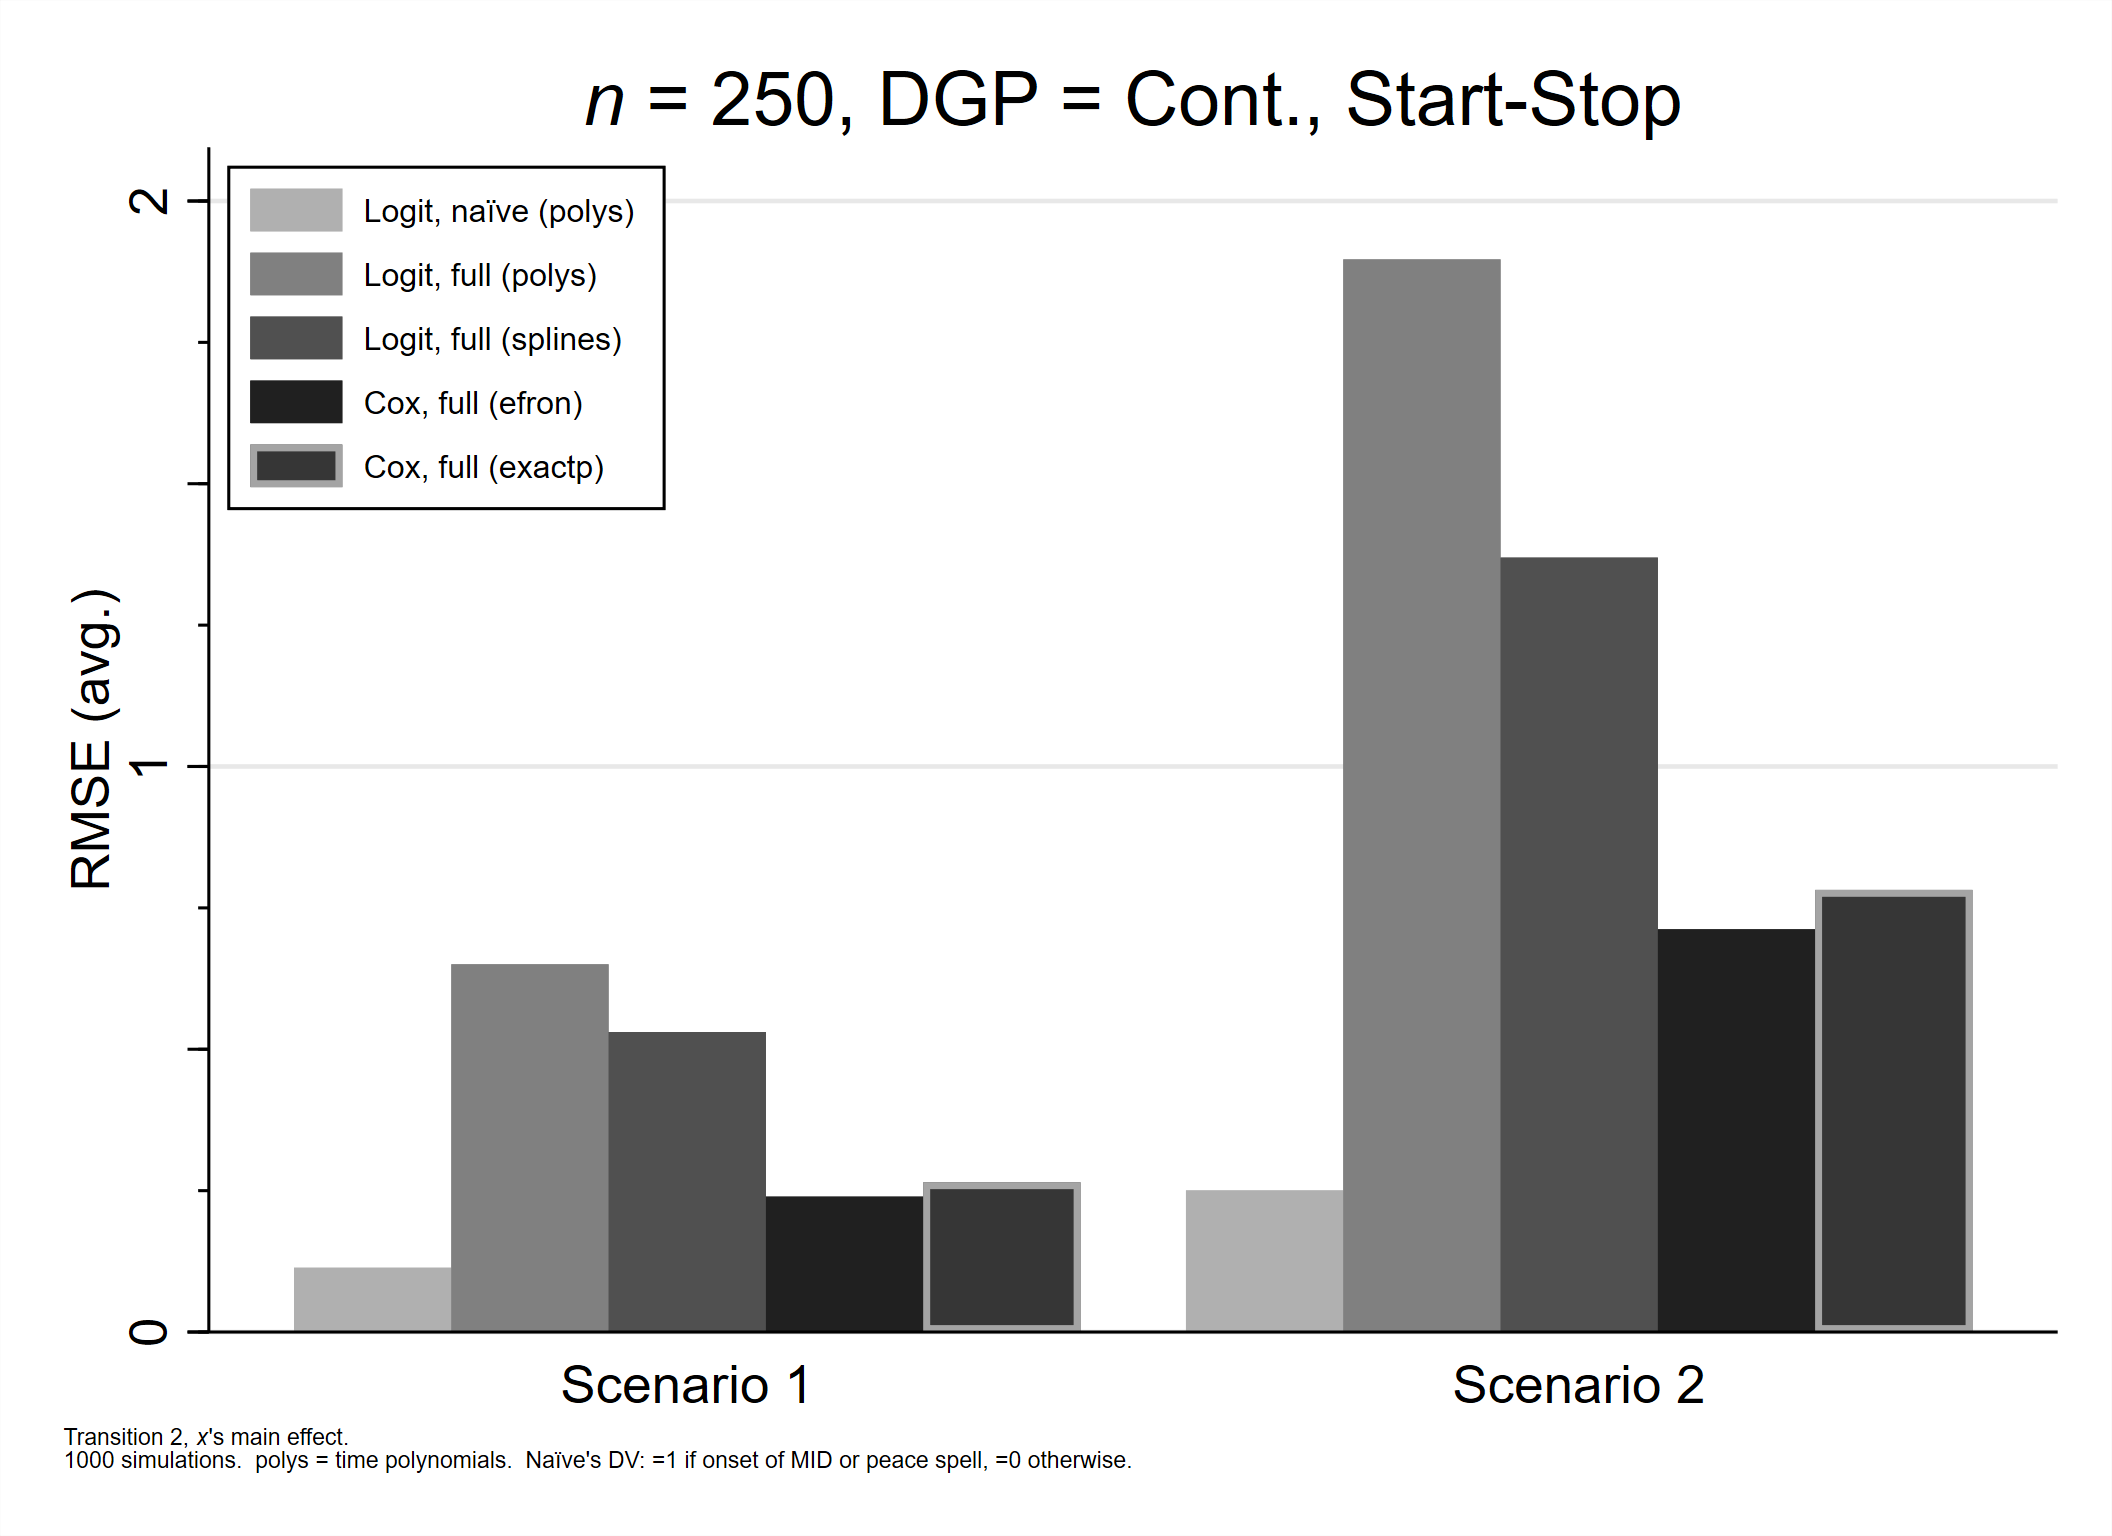 n = 250, DGP = Cont., Start-Stop
Logit, naïve (polys)
Logit, full (polys)
Logit, full (splines)
Cox, full (efron)
Cox, full (exactp)
RMSE (avg.)
2
1
0
Scenario 1
Scenario 2
Transition 2, x's main effect.
1000 simulations.  polys = time polynomials.  Naïve's DV: =1 if onset of MID or peace spell, =0 otherwise.